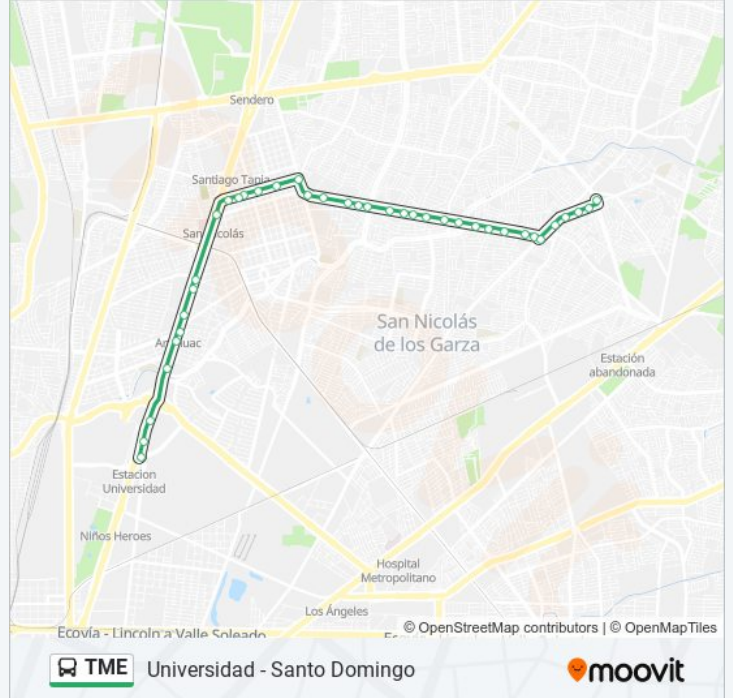 Sendero
Santiago Tapia
San Nicolás
Anahuac
San Nicolás
de los Garza
Estación
abandonada
Estacion
Universidad
Niños Heroes
Hospital
Metropolitano
Los Ángeles
© OpenStreetMap contributors | © OpenMapTiles
Ecovía - Lincoln a Valle Soleado
TME
Universidad - Santo Domingo
moovit